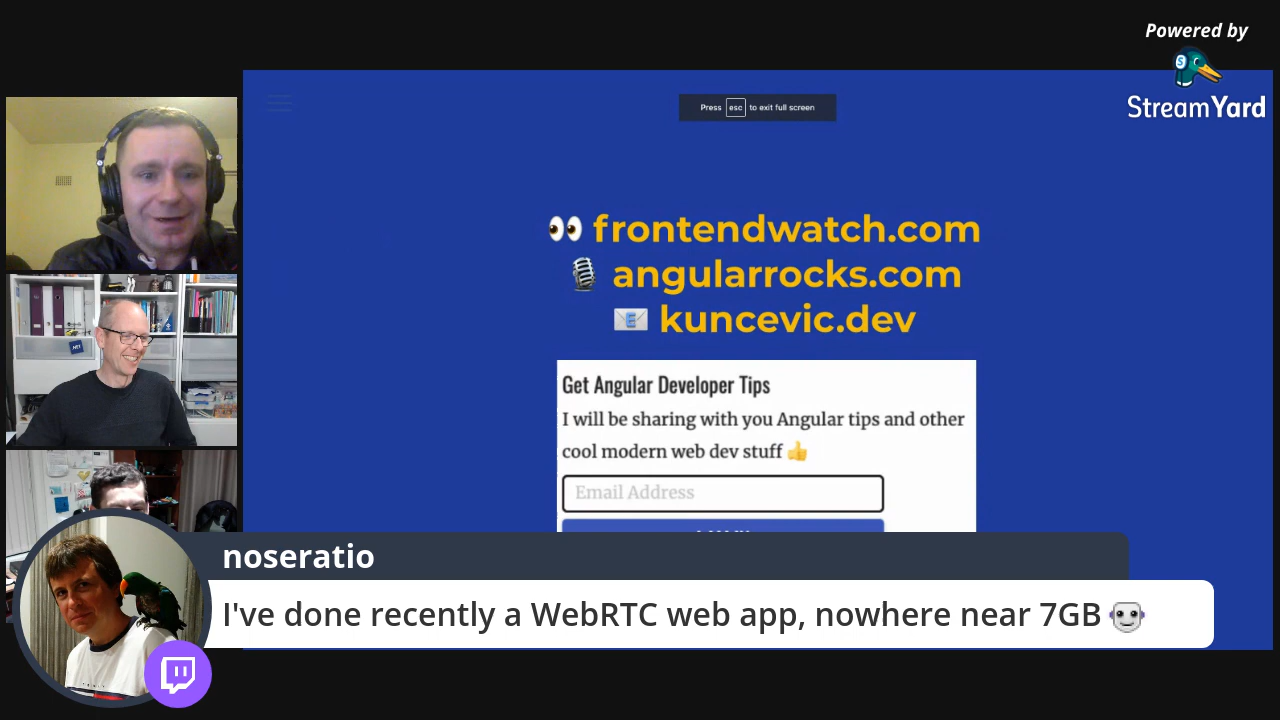 Powered by
StreamYard
Press esc to exit full screen
frontendwatch.com
angularrocks.com
kuncevic.dev
Get Angular Developer Tips
I will be sharing with you Angular tips and other
cool modern web dev stuff 👍
Email Address
.NET
noseratio
I've done recently a WebRTC web app, nowhere near 7GB 🤖